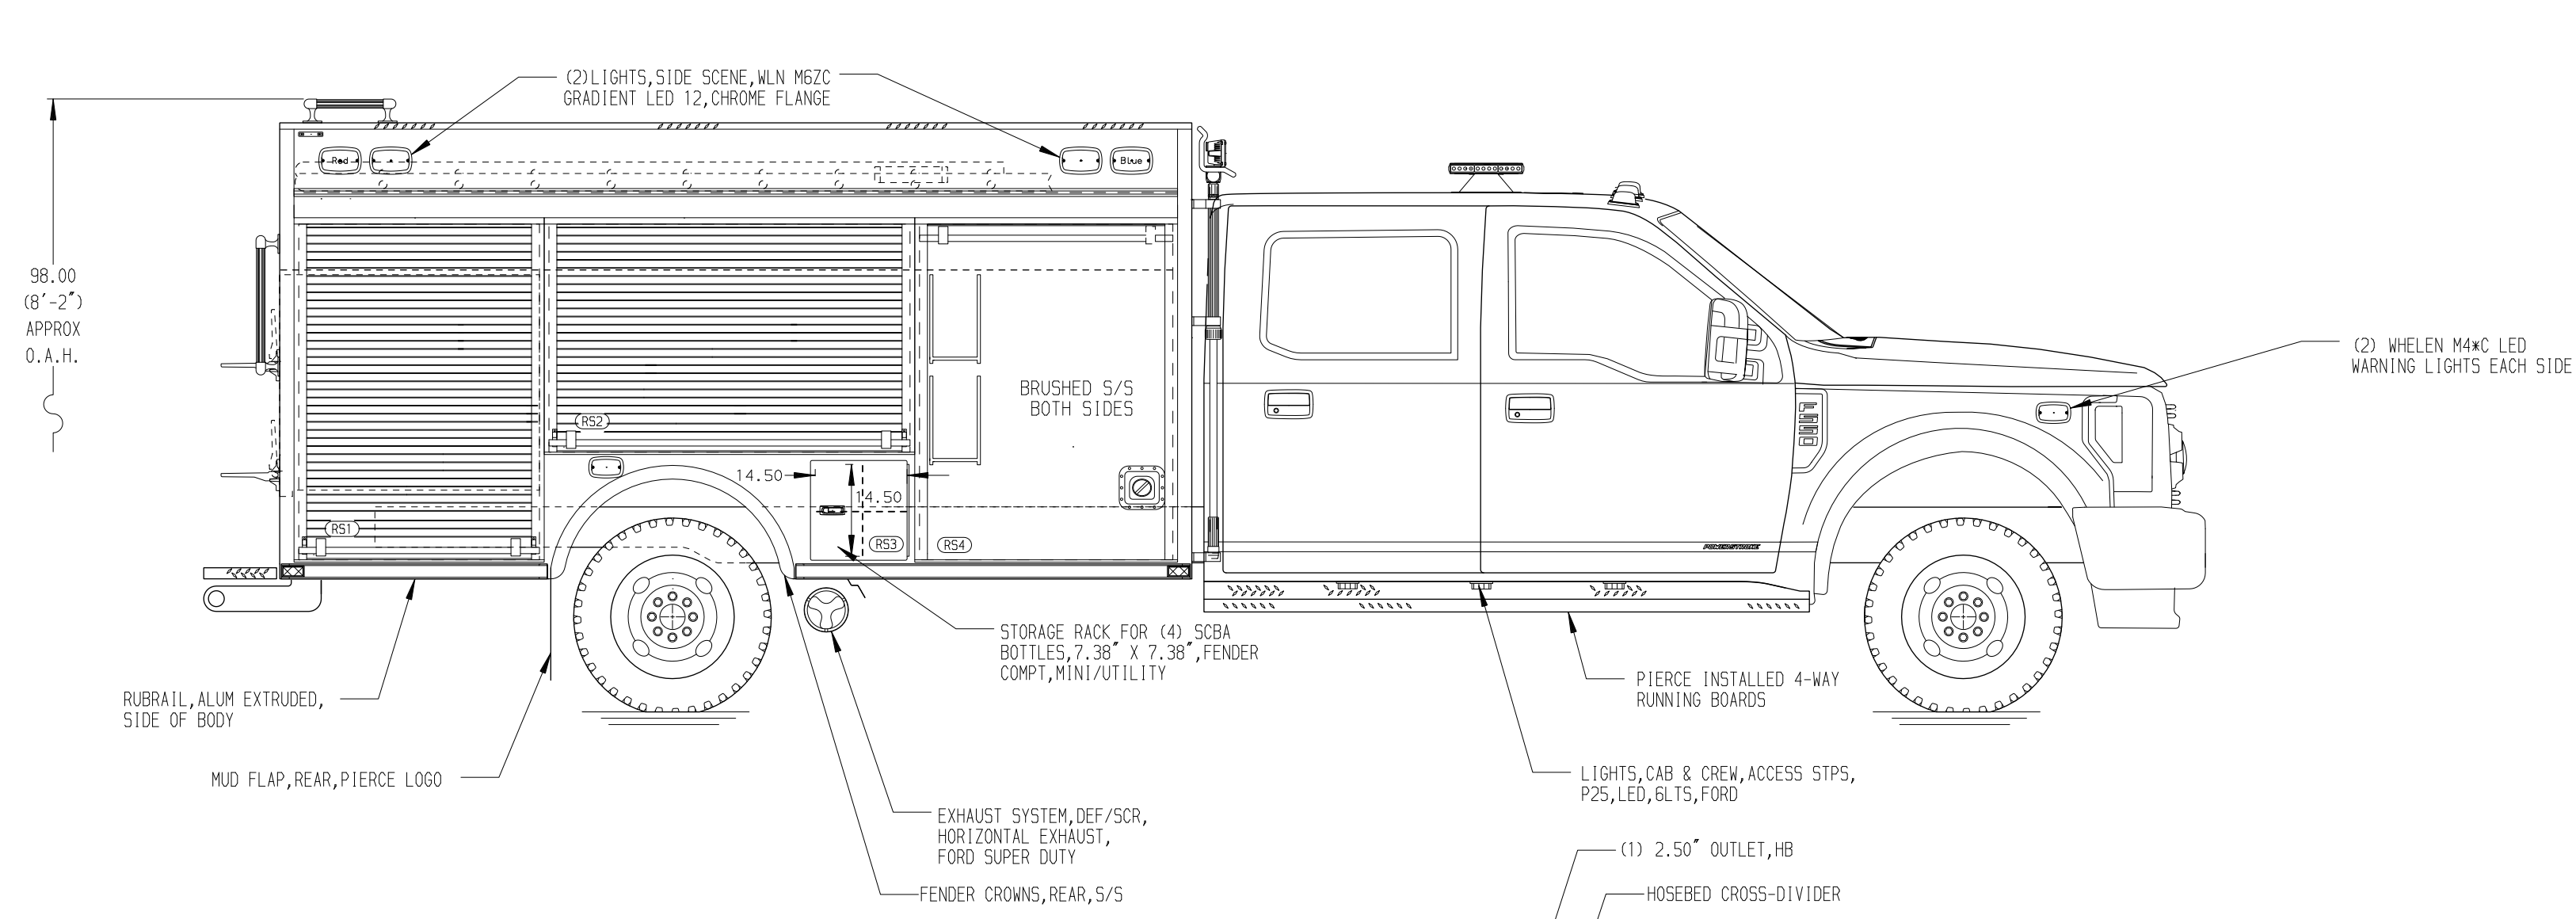 (2)LIGHTS,SIDE SCENE,WLN M6ZC
GRADIENT LED 12,CHROME FLANGE
Red
Blue
98.00
(8'-2")
APPROX
O.A.H.
(2) WHELEN M4*C LED
WARNING LIGHTS EACH SIDE
BRUSHED S/S
BOTH SIDES
F550
RS2
14.50
14.50
RS1
RS3
RS4
POWERSTROKE
STORAGE RACK FOR (4) SCBA
BOTTLES,7.38" X 7.38",FENDER
COMPT,MINI/UTILITY
RUBRAIL,ALUM EXTRUDED,
SIDE OF BODY
PIERCE INSTALLED 4-WAY
RUNNING BOARDS
MUD FLAP,REAR,PIERCE LOGO
LIGHTS,CAB & CREW,ACCESS STPS,
P25,LED,6LTS,FORD
EXHAUST SYSTEM,DEF/SCR,
HORIZONTAL EXHAUST,
FORD SUPER DUTY
(1) 2.50" OUTLET,HB
FENDER CROWNS,REAR,S/S
HOSEBED CROSS-DIVIDER